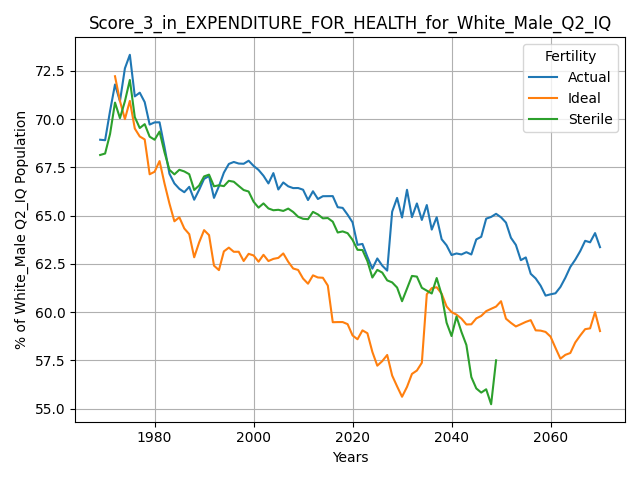 Score_3_in_EXPENDITURE_FOR_HEALTH_for_White_Male_Q2_IQ
% of White_Male Q2_IQ Population
72.5
70.0
67.5
65.0
62.5
60.0
57.5
55.0
Fertility
Actual
Ideal
Sterile
1980
2000
2020
2040
2060
Years